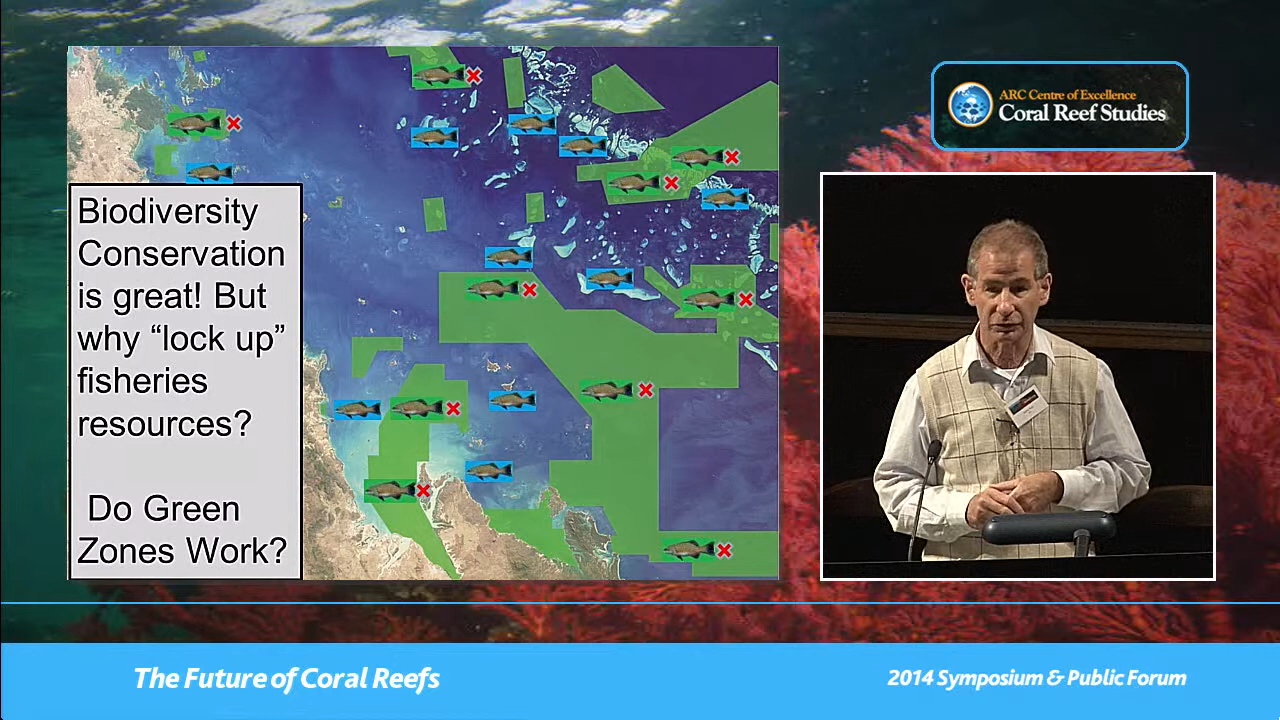 ARC Centre of Excellence
Coral Reef Studies
Biodiversity
Conservation
is great! But
why “lock up”
fisheries
resources?
Do Green
Zones Work?
The Future of Coral Reefs
2014 Symposium & Public Forum